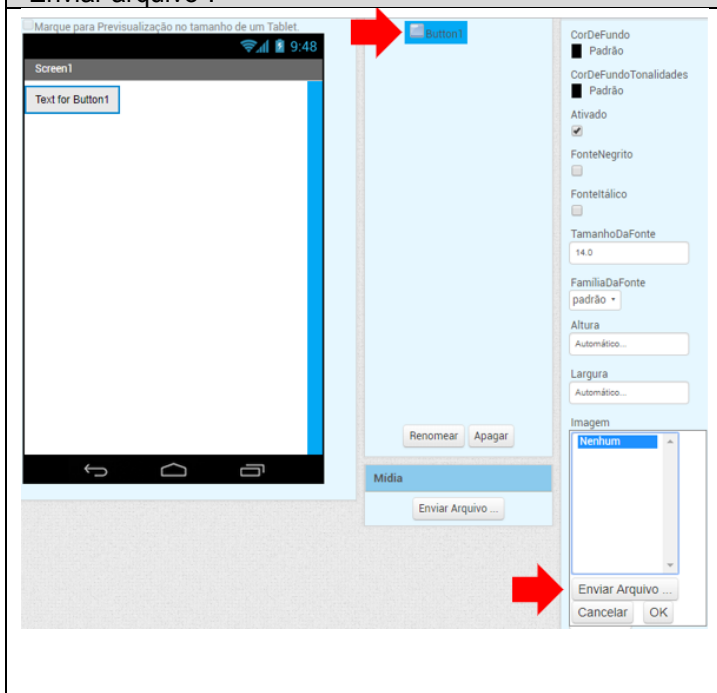 Enviar arquivo .
Marque para Previsualização no tamanho de um Tablet.
9:48
Screen1
Text for Button1
Button1
Renomear Apagar
Mídia
Enviar Arquivo ...
CorDeFundo
Padrão
CorDeFundoTonalidades
Padrão
Ativado
FonteNegrito
FonteItálico
TamanhoDaFonte
14.0
FamíliaDaFonte
padrão
Altura
Automático...
Largura
Automático...
Imagem
Nenhum
Enviar Arquivo ...
Cancelar OK